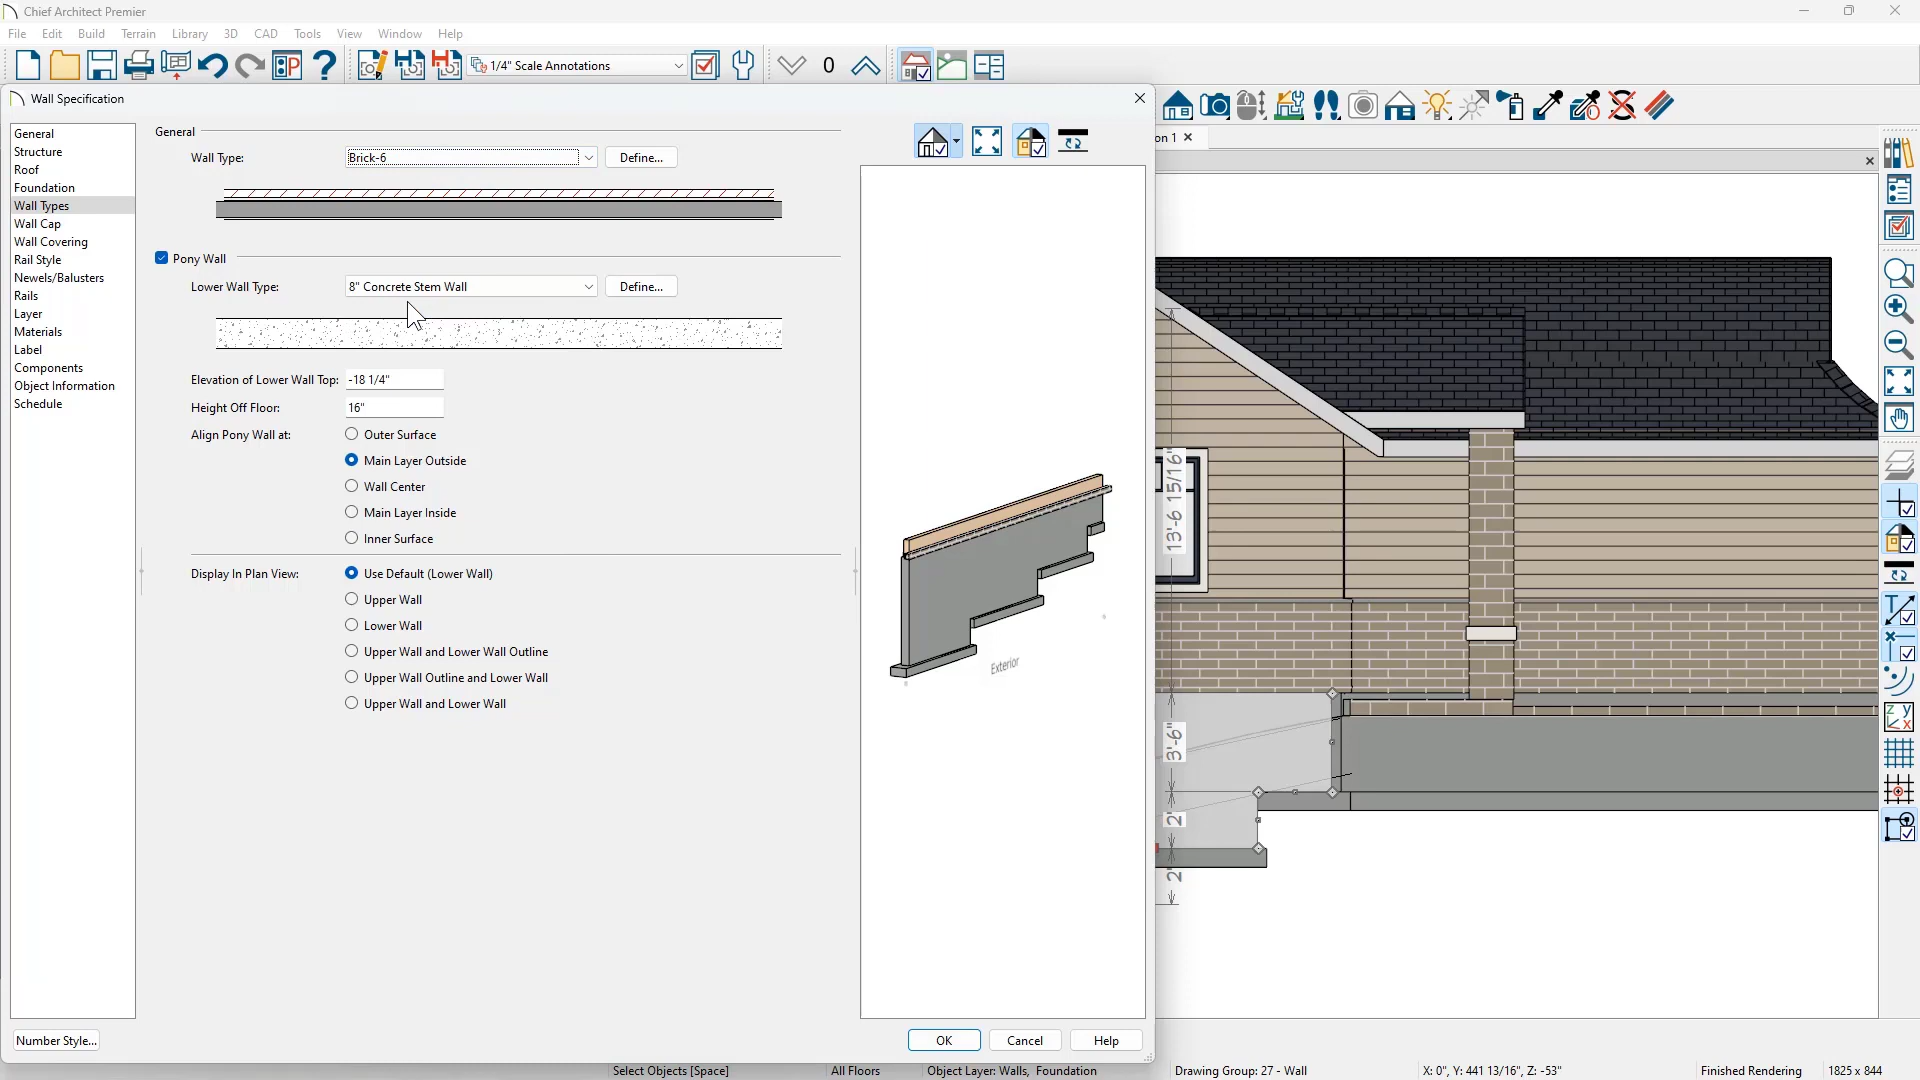 Chief Architect Premier
File Edit Build Terrain Library 3D CAD Tools View Window Help
1/4" Scale Annotations
0
Wall Specification
on 1
General
Structure
Roof
Foundation
Wall Types
Wall Cap
Wall Covering
Rail Style
Newels/Balusters
Rails
Layer
Materials
Label
Components
Object Information
Schedule
General
Wall Type: Brick-6 Define...
Pony Wall
Lower Wall Type: 8" Concrete Stem Wall Define...
Elevation of Lower Wall Top: -18 1/4"
Height Off Floor: 16"
Align Pony Wall at: Outer Surface
Main Layer Outside
Wall Center
Main Layer Inside
Inner Surface
Display In Plan View: Use Default (Lower Wall)
Upper Wall
Lower Wall
Upper Wall and Lower Wall Outline
Upper Wall Outline and Lower Wall
Upper Wall and Lower Wall
Exterior
13'-6 15/16"
3'-6"
2'
2'
Number Style...
OK Cancel Help
Select Objects [Space] All Floors Object Layer: Walls, Foundation Drawing Group: 27 - Wall X: 0", Y: 441 13/16", Z: -53" Finished Rendering 1825 x 844